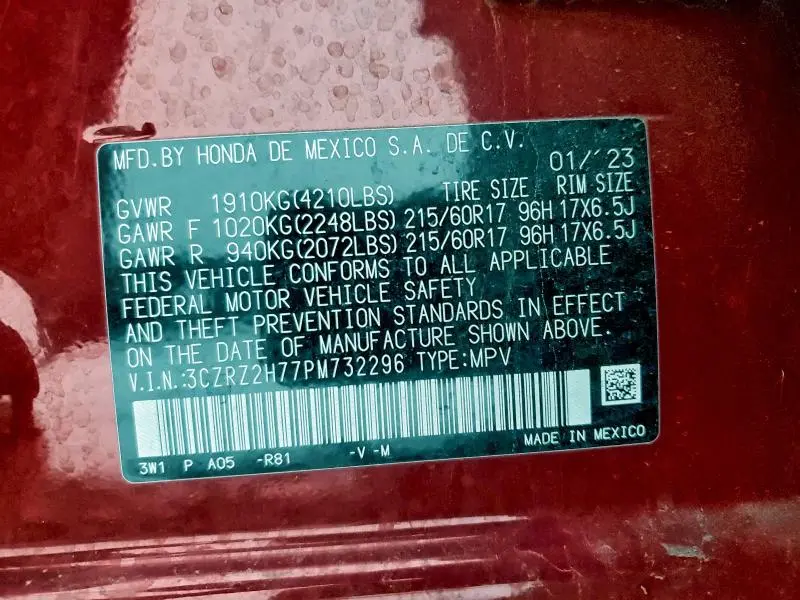 MFD.BY HONDA DE MEXICO S.A. DE C.V. 01/'23
GVWR 1910KG(4210LBS) TIRE SIZE RIM SIZE
GAWR F 1020KG(2248LBS) 215/60R17 96H 17X6.5J
GAWR R 940KG(2072LBS) 215/60R17 96H 17X6.5J
THIS VEHICLE CONFORMS TO ALL APPLICABLE
FEDERAL MOTOR VEHICLE SAFETY
AND THEFT PREVENTION STANDARDS IN EFFECT
ON THE DATE OF MANUFACTURE SHOWN ABOVE.
V.I.N.:3CZRZ2H77PM732296 TYPE:MPV
MADE IN MEXICO
3W1 P A05 -R81 -V -M